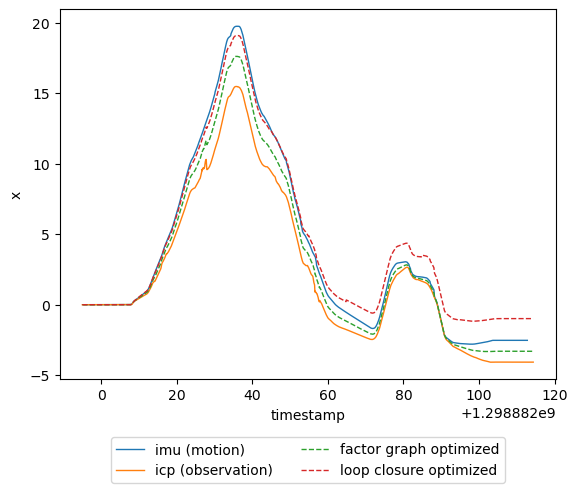 20
15
10
5
0
−5
x
0 20 40 60 80 100 120
timestamp
+1.298882e9
imu (motion) factor graph optimized
icp (observation) loop closure optimized